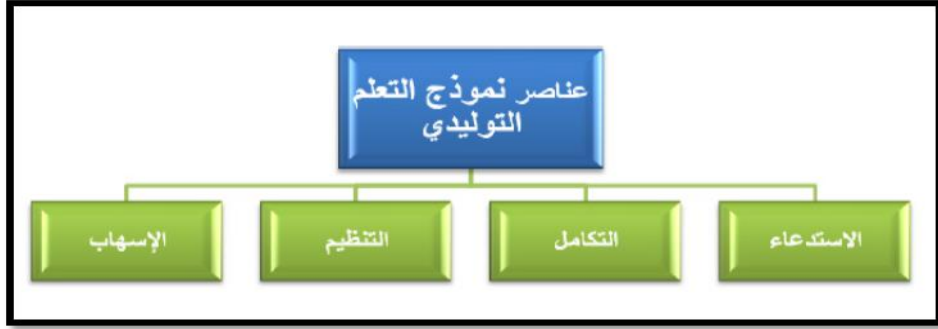 عناصر نموذج التعلم
التوليدي
الاستدعاء
التكامل
التنظيم
الإسهاب